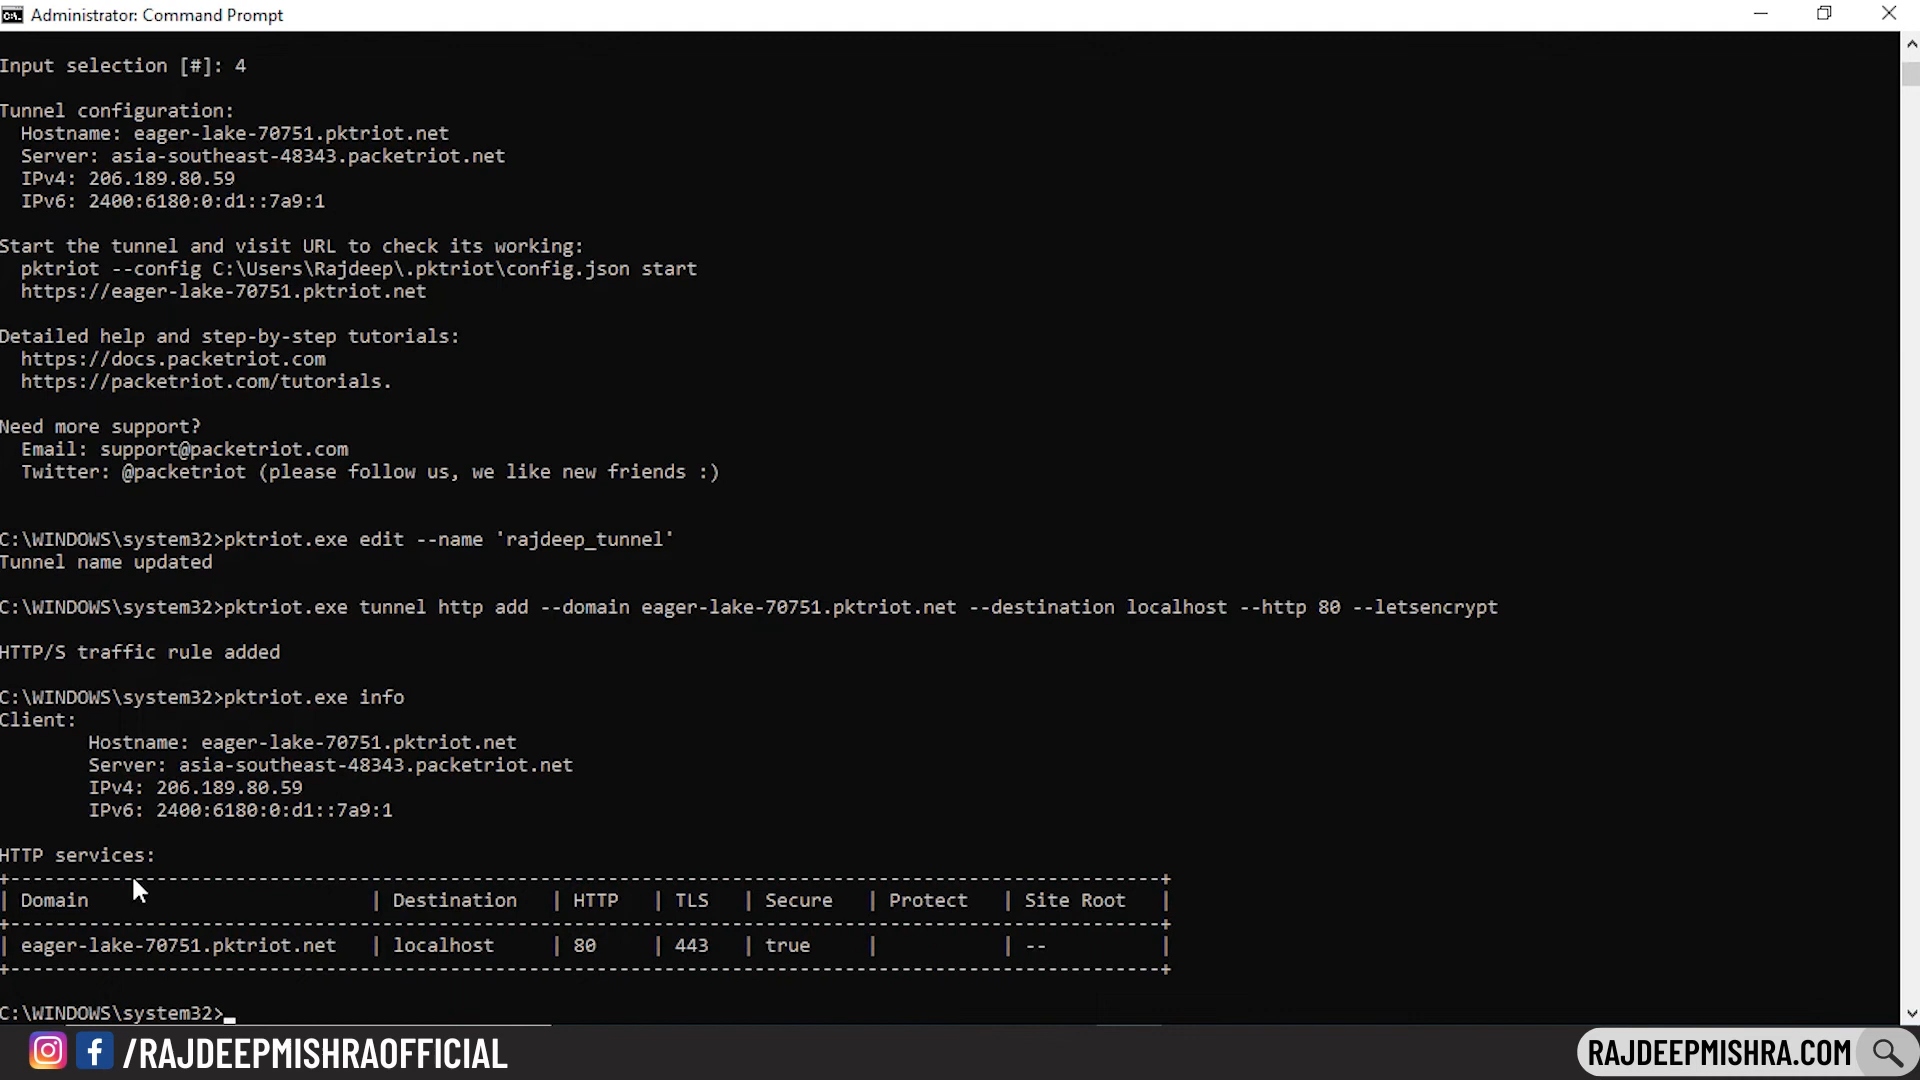 Administrator: Command Prompt
Input selection [#]: 4
Tunnel configuration:
Hostname: eager-lake-70751.pktriot.net
Server: asia-southeast-48343.packetriot.net
IPv4: 206.189.80.59
IPv6: 2400:6180:0:d1::7a9:1
Start the tunnel and visit URL to check its working:
pktriot --config C:\Users\Rajdeep\.pktriot\config.json start
https://eager-lake-70751.pktriot.net
Detailed help and step-by-step tutorials:
https://docs.packetriot.com
https://packetriot.com/tutorials.
Need more support?
Email: support@packetriot.com
Twitter: @packetriot (please follow us, we like new friends :)
C:\WINDOWS\system32>pktriot.exe edit --name 'rajdeep_tunnel'
Tunnel name updated
C:\WINDOWS\system32>pktriot.exe tunnel http add --domain eager-lake-70751.pktriot.net --destination localhost --http 80 --letsencrypt
HTTP/S traffic rule added
C:\WINDOWS\system32>pktriot.exe info
Client:
Hostname: eager-lake-70751.pktriot.net
Server: asia-southeast-48343.packetriot.net
IPv4: 206.189.80.59
IPv6: 2400:6180:0:d1::7a9:1
HTTP services:
| Domain | Destination | HTTP | TLS | Secure | Protect | Site Root |
| eager-lake-70751.pktriot.net | localhost | 80 | 443 | true | | -- |
C:\WINDOWS\system32>
/RAJDEEPMISHRAOFFICIAL
RAJDEEPMISHRA.COM